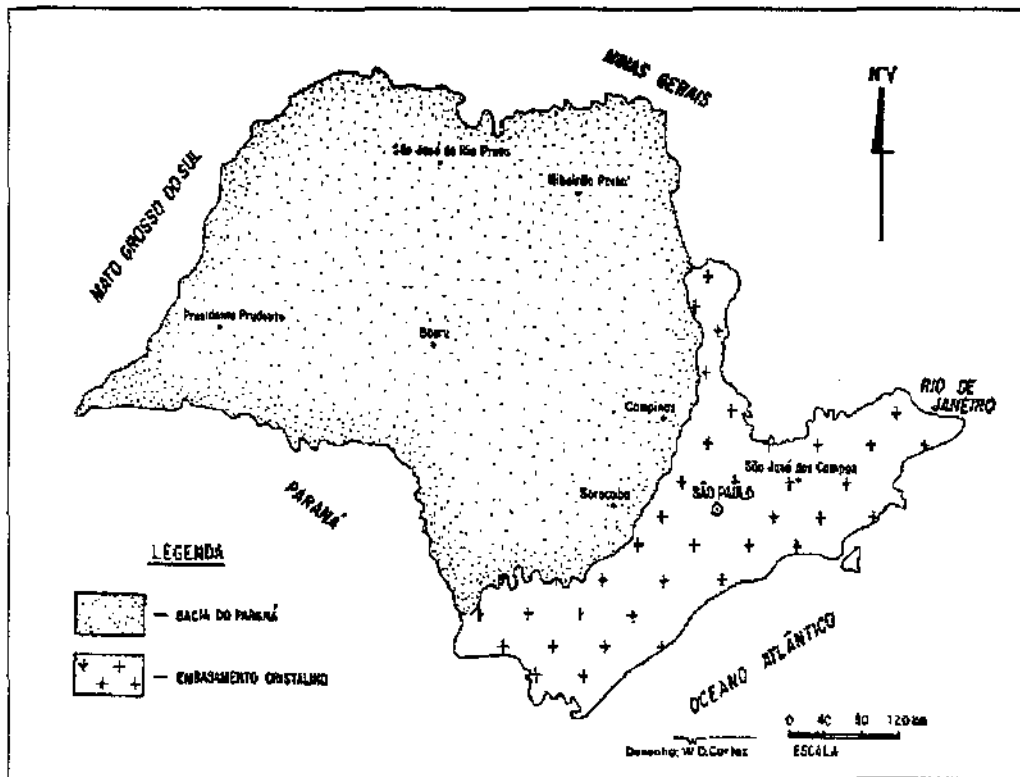 MINAS GERAIS
MATO GROSSO DO SUL
São José do Rio Preto
Ribeirão Preto
Presidente Prudente
Bauru
Campinas
RIO DE
JANEIRO
São José dos Campos
SÃO PAULO
Sorocaba
PARANÁ
LEGENDA
— BACIA DO PARANÁ
— EMBASAMENTO CRISTALINO
OCEANO ATLÂNTICO
0 40 80 120 km
ESCALA
Desenho: W.D.Cortez